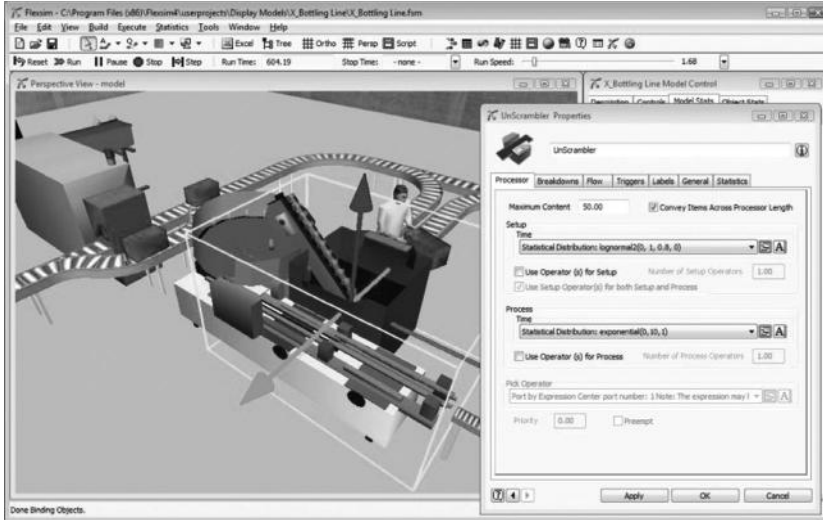 Flexsim - C:\Program Files (x86)\Flexsim4\userprojects\Display Models\X_Bottling Line\X_Bottling Line.fsm
File Edit View Build Execute Statistics Tools Window Help
Excel Tree Ortho Persp Script
Reset Run Pause Stop Step Run Time: 604.19 Stop Time: - none - Run Speed: 1.68
Perspective View - model
X_Bottling Line Model Control
Description Controls Model Stats Object Stats
UnScrambler Properties
UnScrambler
Processor Breakdowns Flow Triggers Labels General Statistics
Maximum Content 50.00 Convey Items Across Processor Length
Setup
Time
Statistical Distribution: lognormal2(0, 1, 0.8, 0)
Use Operator (s) for Setup Number of Setup Operators 1.00
Use Setup Operator(s) for both Setup and Process
Process
Time
Statistical Distribution: exponential(0,10,1)
Use Operator (s) for Process Number of Process Operators 1.00
Pick Operator
Port by Expression Center port number: 1 Note: The expression may
Priority 0.00 Preempt
Apply OK Cancel
Done Binding Objects.